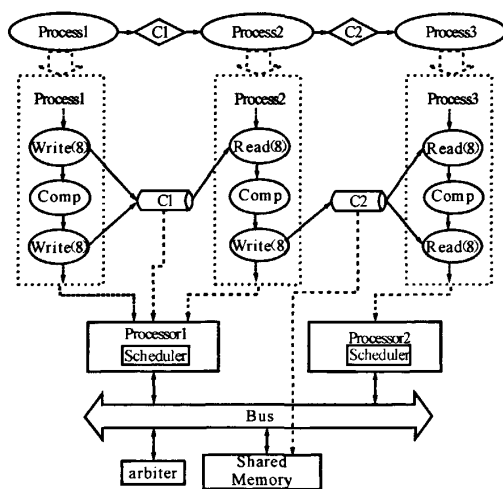 Process1 C1 Process2 C2 Process3
Process1 Process2 Process3
Write(8) Read(8) Read(8)
Comp C1 Comp C2 Comp
Write(8) Write(8) Read(8)
Processor1 Processor2
Scheduler Scheduler
Bus
arbiter Shared
Memory